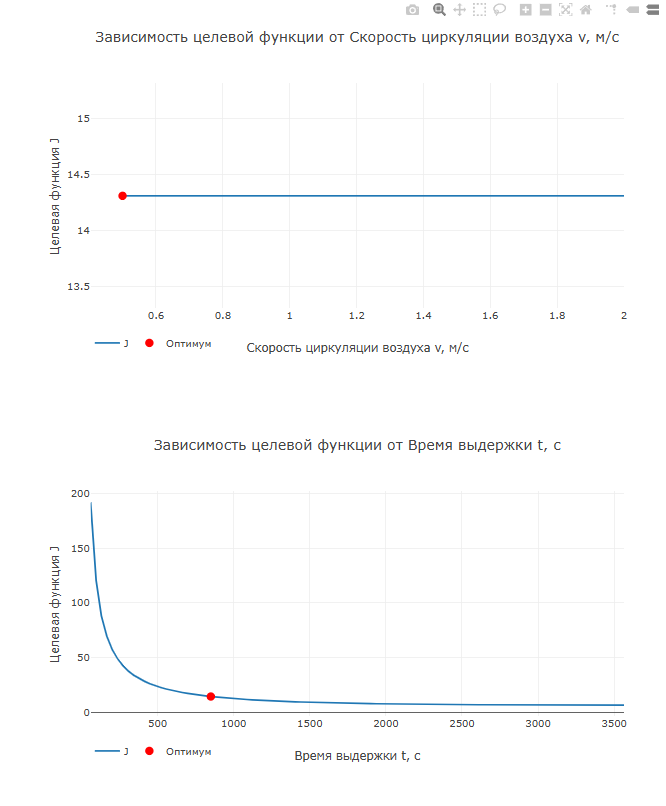 Зависимость целевой функции от Скорость циркуляции воздуха v, м/с
Целевая функция J
15
14.5
14
13.5
0.6 0.8 1 1.2 1.4 1.6 1.8 2
J Оптимум
Скорость циркуляции воздуха v, м/с
Зависимость целевой функции от Время выдержки t, с
Целевая функция J
200
150
100
50
0
500 1000 1500 2000 2500 3000 3500
J Оптимум
Время выдержки t, с